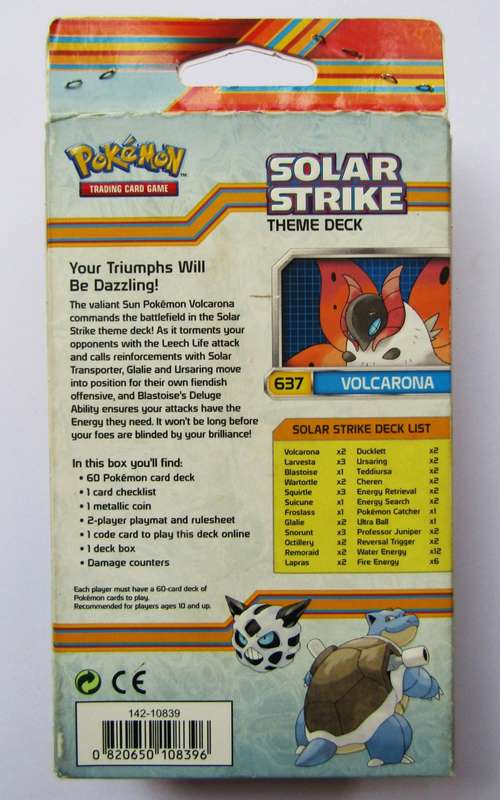 POKéMON
TRADING CARD GAME
SOLAR
STRIKE
THEME DECK
Your Triumphs Will
Be Dazzling!
The valiant Sun Pokémon Volcarona
commands the battlefield in the Solar
Strike theme deck! As it torments your
opponents with the Leech Life attack
and calls reinforcements with Solar
Transporter, Glalie and Ursaring move
into position for their own fiendish
offensive, and Blastoise's Deluge
Ability ensures your attacks have the
Energy they need. It won't be long before
your foes are blinded by your brilliance!
637 VOLCARONA
In this box you'll find:
• 60 Pokémon card deck
• 1 card checklist
• 1 metallic coin
• 2-player playmat and rulesheet
• 1 code card to play this deck online
• 1 deck box
• Damage counters
SOLAR STRIKE DECK LIST
Volcarona x2 Ducklett x2
Larvesta x3 Ursaring x2
Blastoise x1 Teddiursa x2
Wartortle x2 Cheren x2
Squirtle x3 Energy Retrieval x2
Suicune x1 Energy Search x2
Froslass x1 Pokémon Catcher x1
Glalie x2 Ultra Ball x1
Snorunt x3 Professor Juniper x2
Octillery x2 Reversal Trigger x2
Remoraid x2 Water Energy x12
Lapras x2 Fire Energy x6
Each player must have a 60-card deck of
Pokémon cards to play.
Recommended for players ages 10 and up.
CE
142-10839
0 820650 108396